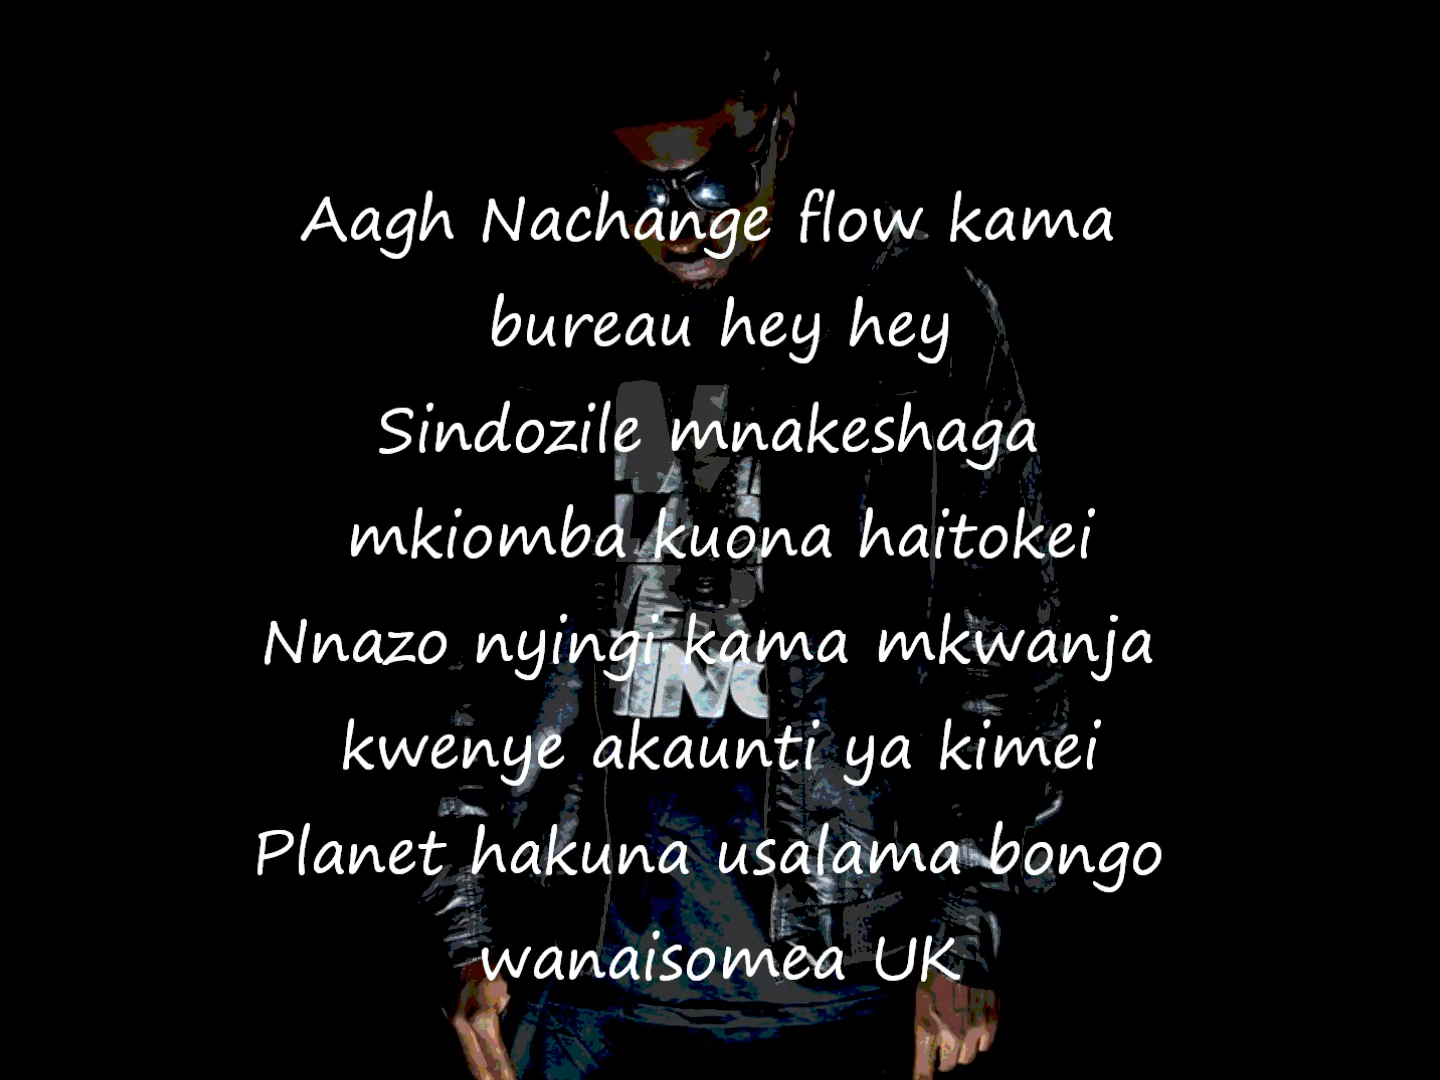 Aagh Nachange flow kama
bureau hey hey
Sindozile mnakeshaga
mkiomba kuona haitokei
Nnazo nyingi kama mkwanja
kwenye akaunti ya kimei
Planet hakuna usalama bongo
wanaisomea UK